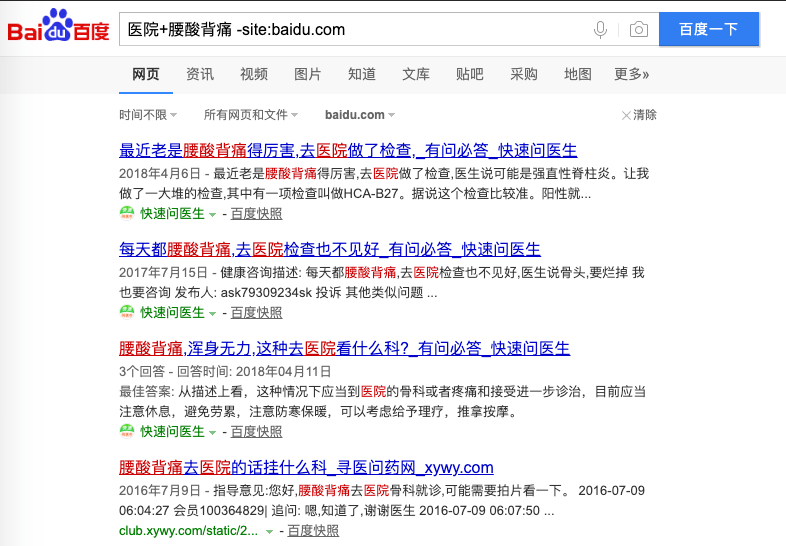 Bai du 百度
医院+腰酸背痛 -site:baidu.com
百度一下
网页 资讯 视频 图片 知道 文库 贴吧 采购 地图 更多»
时间不限 所有网页和文件 baidu.com 清除
最近老是腰酸背痛得厉害,去医院做了检查,_有问必答_快速问医生
2018年4月6日 - 最近老是腰酸背痛得厉害,去医院做了检查,医生说可能是强直性脊柱炎。让我
做了一大堆的检查,其中有一项检查叫做HCA-B27。据说这个检查比较准。阳性就...
快速问医生 - 百度快照
每天都腰酸背痛,去医院检查也不见好_有问必答_快速问医生
2017年7月15日 - 健康咨询描述: 每天都腰酸背痛,去医院检查也不见好,医生说骨头,要烂掉 我
也要咨询 发布人: ask79309234sk 投诉 其他类似问题 ...
快速问医生 - 百度快照
腰酸背痛,浑身无力,这种去医院看什么科?_有问必答_快速问医生
3个回答 - 回答时间: 2018年04月11日
最佳答案: 从描述上看，这种情况下应当到医院的骨科或者疼痛和接受进一步诊治，目前应当
注意休息，避免劳累，注意防寒保暖，可以考虑给予理疗，推拿按摩。
快速问医生 - 百度快照
腰酸背痛去医院的话挂什么科_寻医问药网_xywy.com
2016年7月9日 - 指导意见:您好,腰酸背痛去医院骨科就诊,可能需要拍片看一下。 2016-07-09
06:04:27 会员100364829| 追问: 嗯,知道了,谢谢医生 2016-07-09 06:07:50 ...
club.xywy.com/static/2... - 百度快照